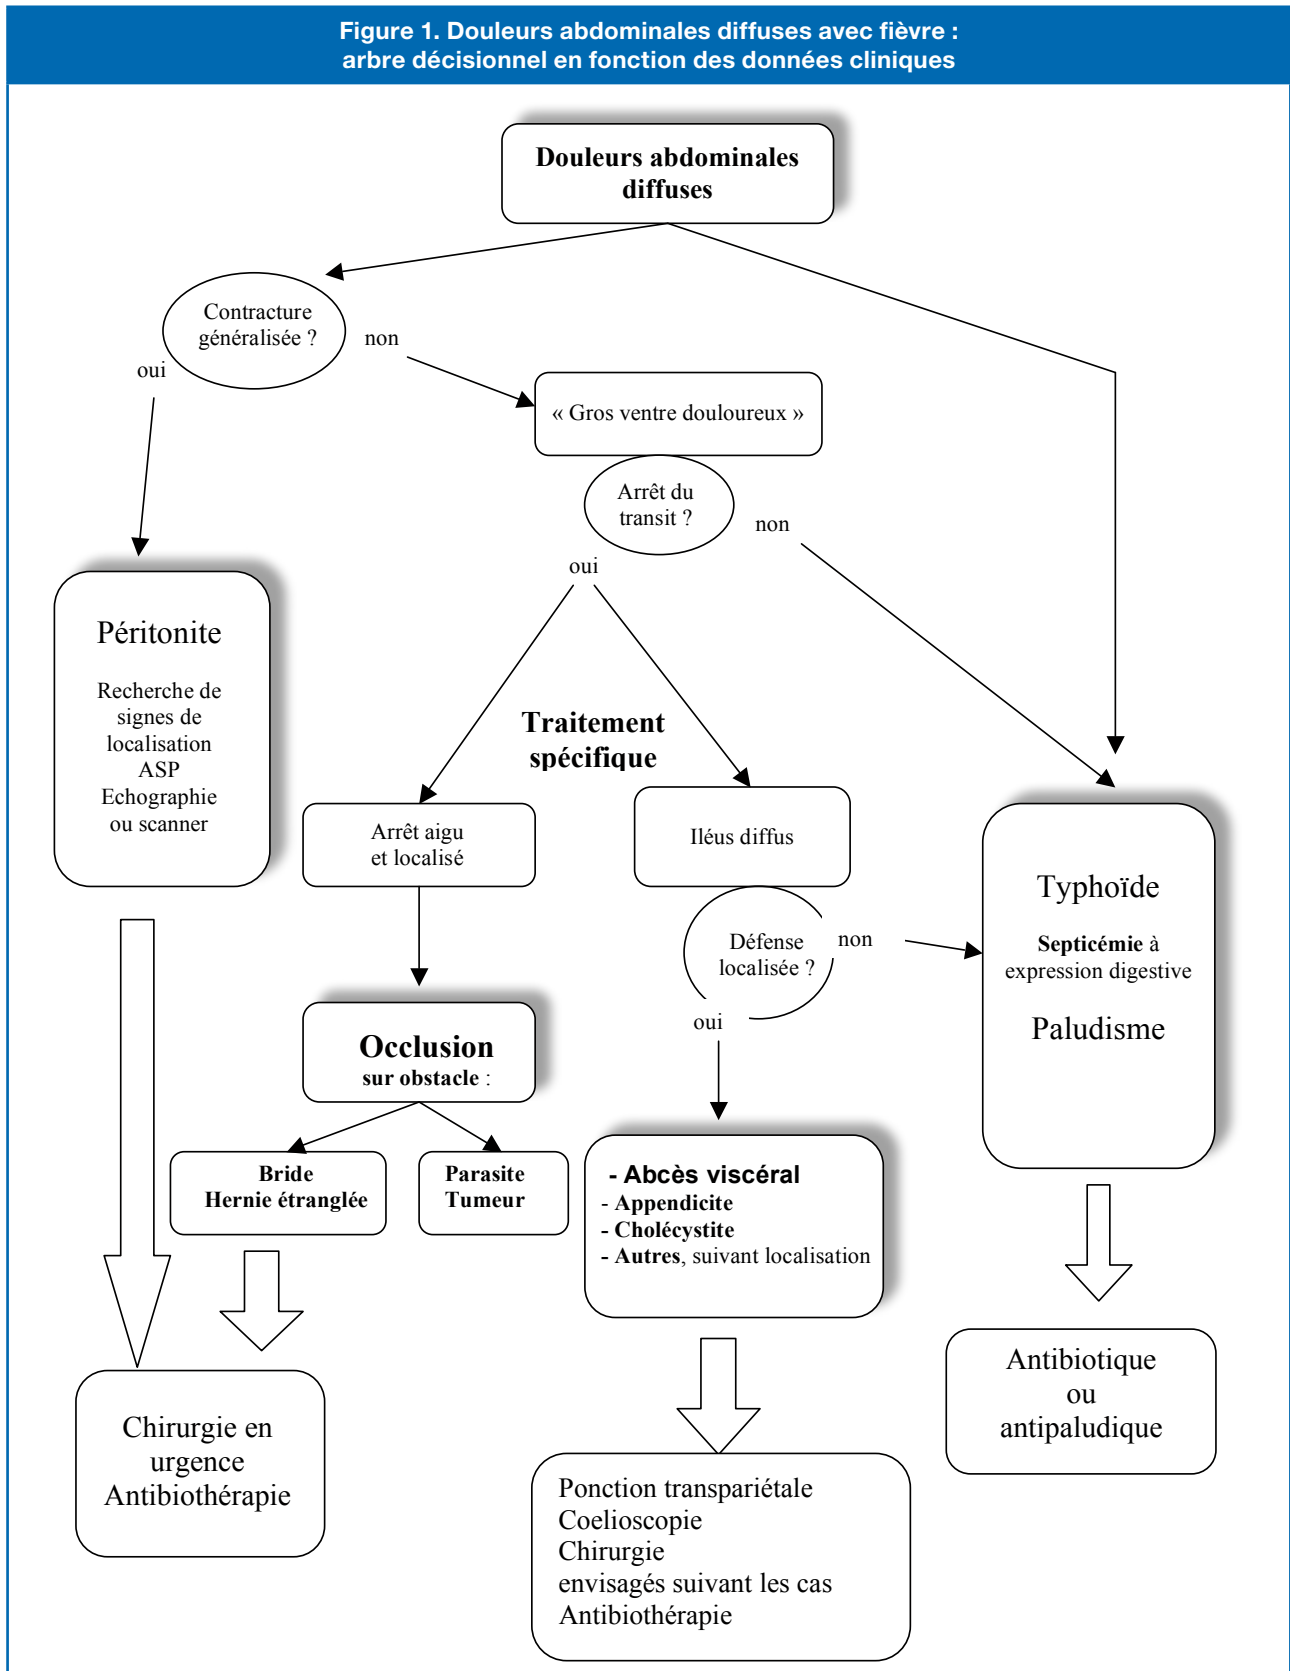 Figure 1. Douleurs abdominales diffuses avec fièvre :
arbre décisionnel en fonction des données cliniques
Douleurs abdominales
diffuses
Contracture
généralisée ?
non
oui
« Gros ventre douloureux »
Arrêt du
transit ?
non
oui
Péritonite
Recherche de
signes de
localisation
ASP
Echographie
ou scanner
Traitement
spécifique
Arrêt aigu
et localisé
Iléus diffus
Défense
localisée ?
non
oui
Typhoïde
Septicémie à
expression digestive
Paludisme
Occlusion
sur obstacle :
Bride
Hernie étranglée
Parasite
Tumeur
- Abcès viscéral
- Appendicite
- Cholécystite
- Autres, suivant localisation
Chirurgie en
urgence
Antibiothérapie
Ponction transpariétale
Coelioscopie
Chirurgie
envisagés suivant les cas
Antibiothérapie
Antibiotique
ou
antipaludique